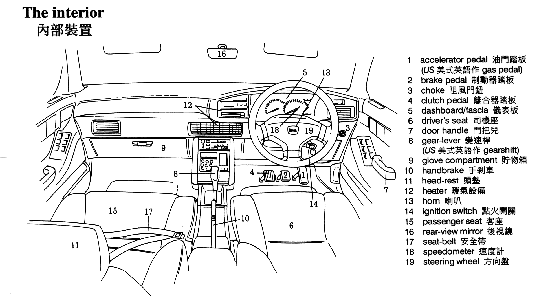 The interior
內部裝置
16
5
13
12
18
19
3
9
8
4
2
1
7
14
15
17
10
6
11
1 accelerator pedal 油門踏板
(US 美式英語作 gas pedal)
2 brake pedal 制動器踏板
3 choke 阻風門鈕
4 clutch pedal 離合器踏板
5 dashboard/fascia 儀表板
6 driver's seat 司機座
7 door handle 門把兒
8 gear-lever 變速桿
(US 美式英語作 gearshift)
9 glove compartment 貯物箱
10 handbrake 手刹車
11 head-rest 頭墊
12 heater 暖氣設備
13 horn 喇叭
14 ignition switch 點火開關
15 passenger seat 客座
16 rear-view mirror 後視鏡
17 seat-belt 安全帶
18 speedometer 速度計
19 steering wheel 方向盤